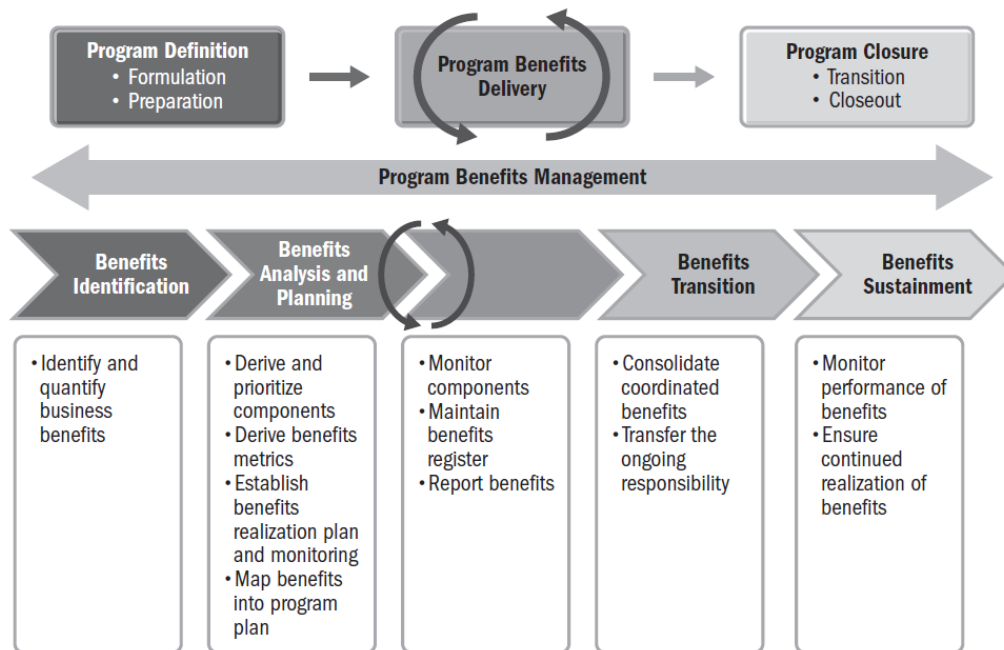 Program Definition
• Formulation
• Preparation
Program Benefits
Delivery
Program Closure
• Transition
• Closeout
Program Benefits Management
Benefits
Identification
Benefits
Analysis and
Planning
Benefits
Transition
Benefits
Sustainment
• Identify and
quantify
business
benefits
• Derive and
prioritize
components
• Derive benefits
metrics
• Establish
benefits
realization plan
and monitoring
• Map benefits
into program
plan
• Monitor
components
• Maintain
benefits
register
• Report benefits
• Consolidate
coordinated
benefits
• Transfer the
ongoing
responsibility
• Monitor
performance of
benefits
• Ensure
continued
realization of
benefits